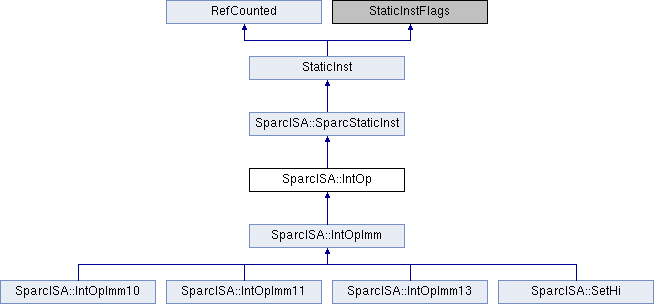 RefCounted
StaticInstFlags
StaticInst
SparcISA::SparcStaticInst
SparcISA::IntOp
SparcISA::IntOpImm
SparcISA::IntOpImm10
SparcISA::IntOpImm11
SparcISA::IntOpImm13
SparcISA::SetHi